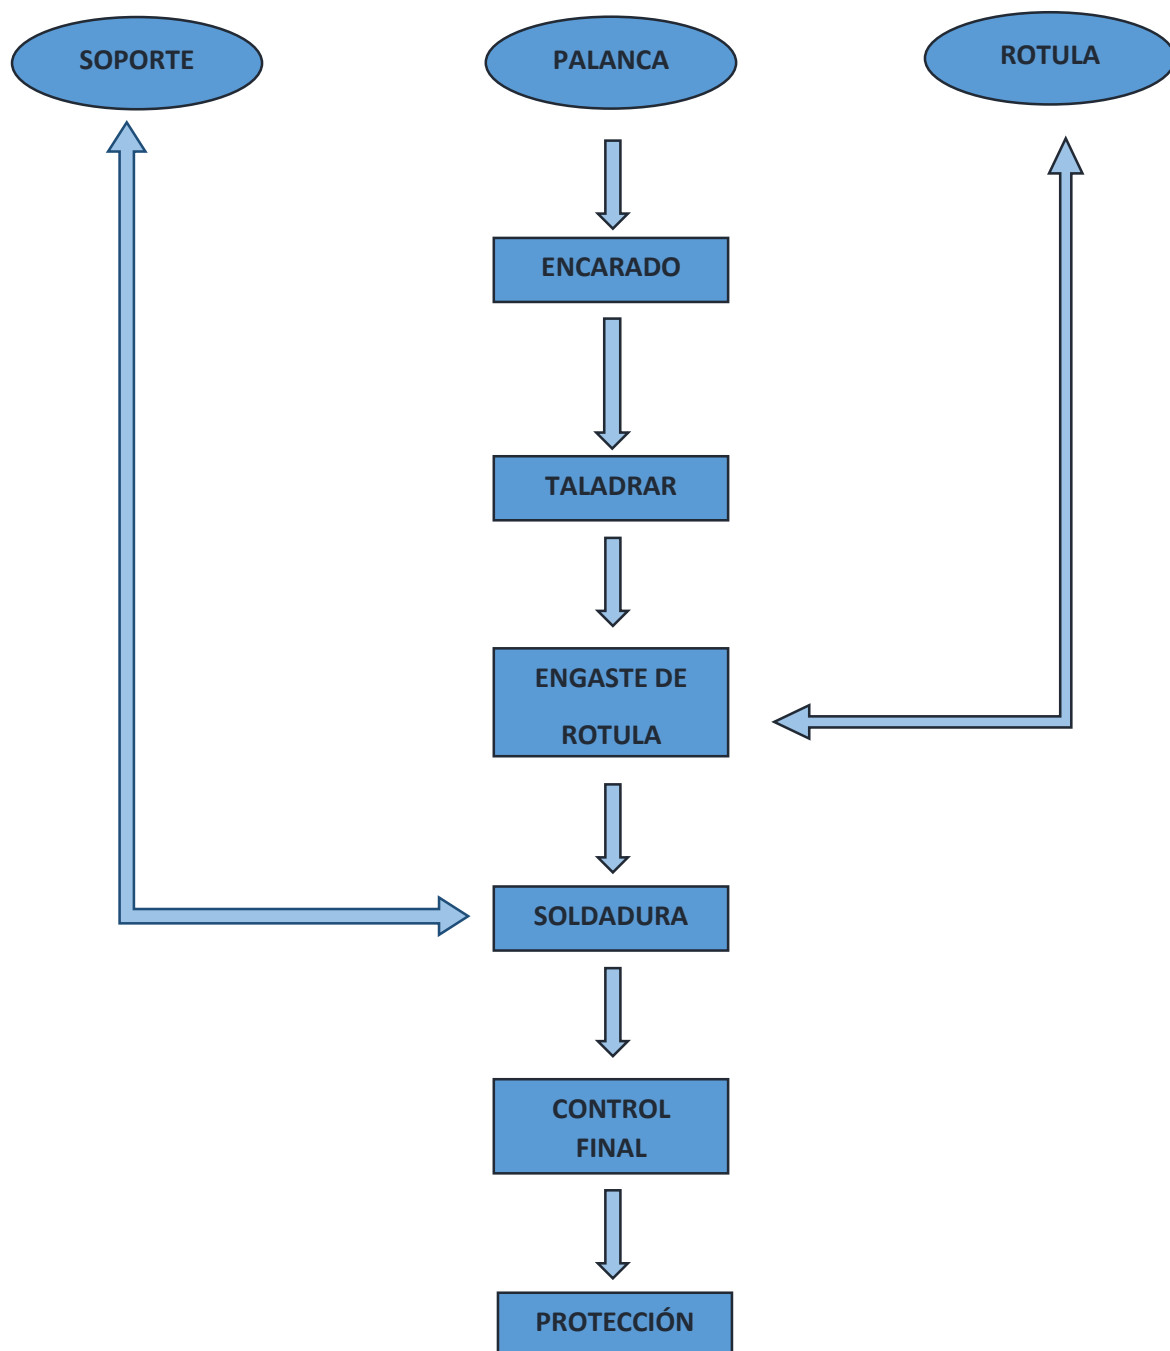 SOPORTE
PALANCA
ROTULA
ENCARADO
TALADRAR
ENGASTE DE
ROTULA
SOLDADURA
CONTROL
FINAL
PROTECCIÓN